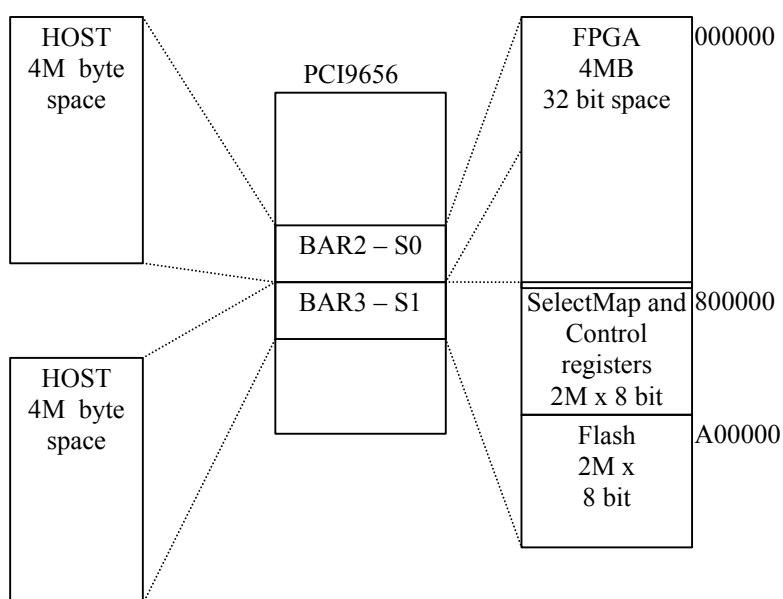 HOST
4M byte
space
PCI9656
FPGA
4MB
32 bit space
000000
BAR2 – S0
BAR3 – S1
SelectMap and
Control
registers
2M x 8 bit
800000
HOST
4M byte
space
Flash
2M x
8 bit
A00000